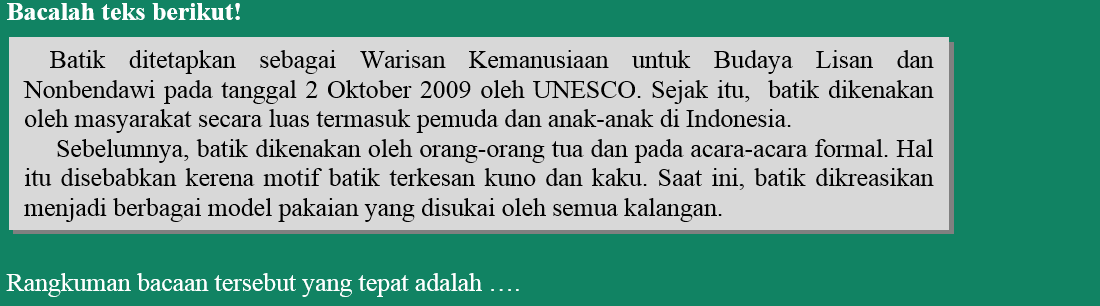 Bacalah teks berikut!
Batik ditetapkan sebagai Warisan Kemanusiaan untuk Budaya Lisan dan
Nonbendawi pada tanggal 2 Oktober 2009 oleh UNESCO. Sejak itu, batik dikenakan
oleh masyarakat secara luas termasuk pemuda dan anak-anak di Indonesia.
Sebelumnya, batik dikenakan oleh orang-orang tua dan pada acara-acara formal. Hal
itu disebabkan kerena motif batik terkesan kuno dan kaku. Saat ini, batik dikreasikan
menjadi berbagai model pakaian yang disukai oleh semua kalangan.
Rangkuman bacaan tersebut yang tepat adalah ….